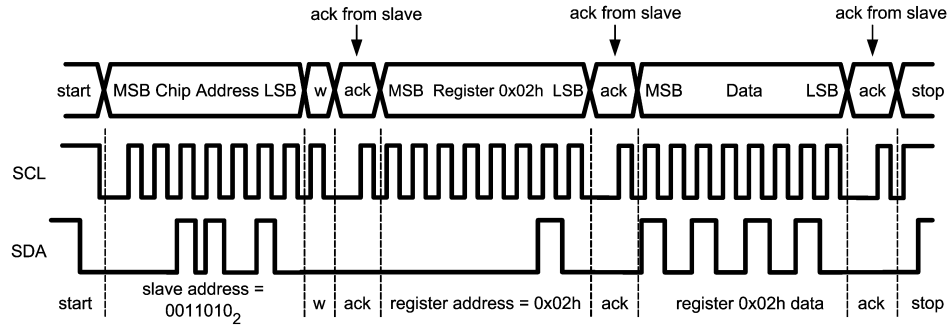 ack from slave ack from slave ack from slave
start MSB Chip Address LSB w ack MSB Register 0x02h LSB ack MSB Data LSB ack stop
SCL
SDA
start slave address = 0011010₂ w ack register address = 0x02h ack register 0x02h data ack stop